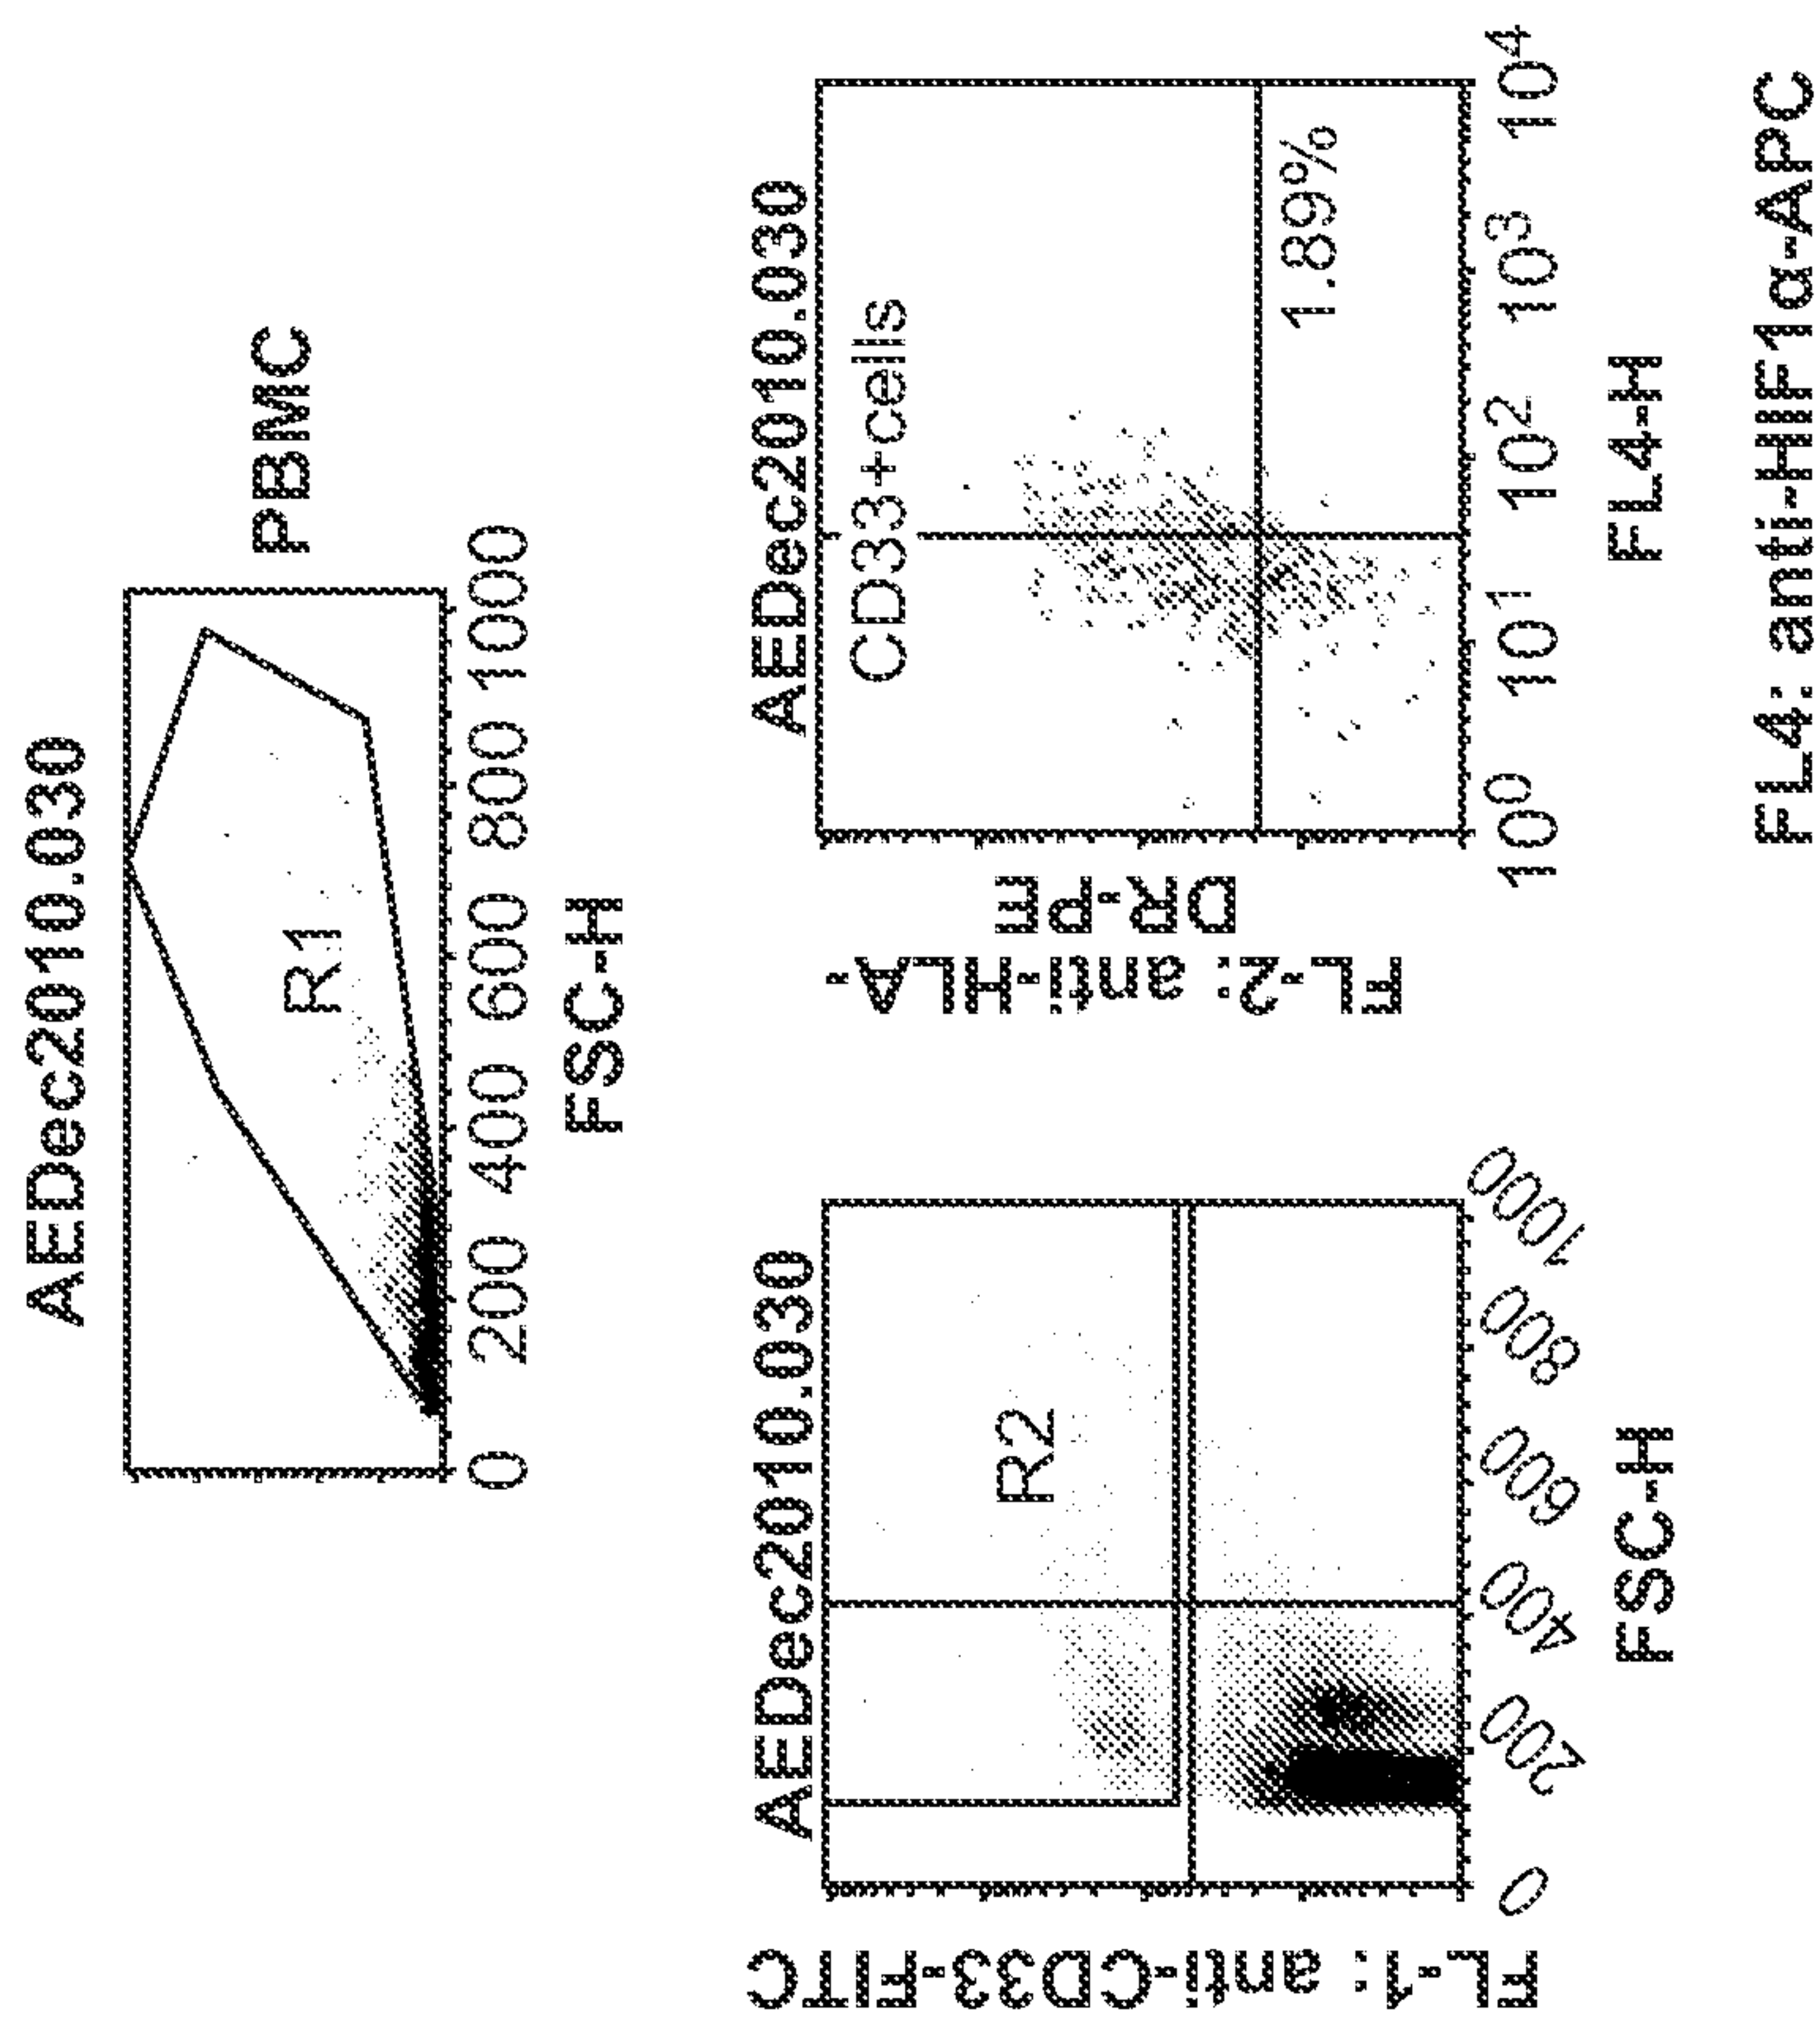 AEDec2010.030
PBMC
R1
0 200 400 600 800 1000
FSC-H
AEDec2010.030
FL-1: anti-CD33-FITC
R2
0 200 400 600 800 1000
FSC-H
AEDec2010.030
FL-2: anti-HLA-
DR-PE
CD33+cells
1.89%
10⁰ 10¹ 10² 10³ 10⁴
FL4-H
FL4: anti-HIF1α-APC